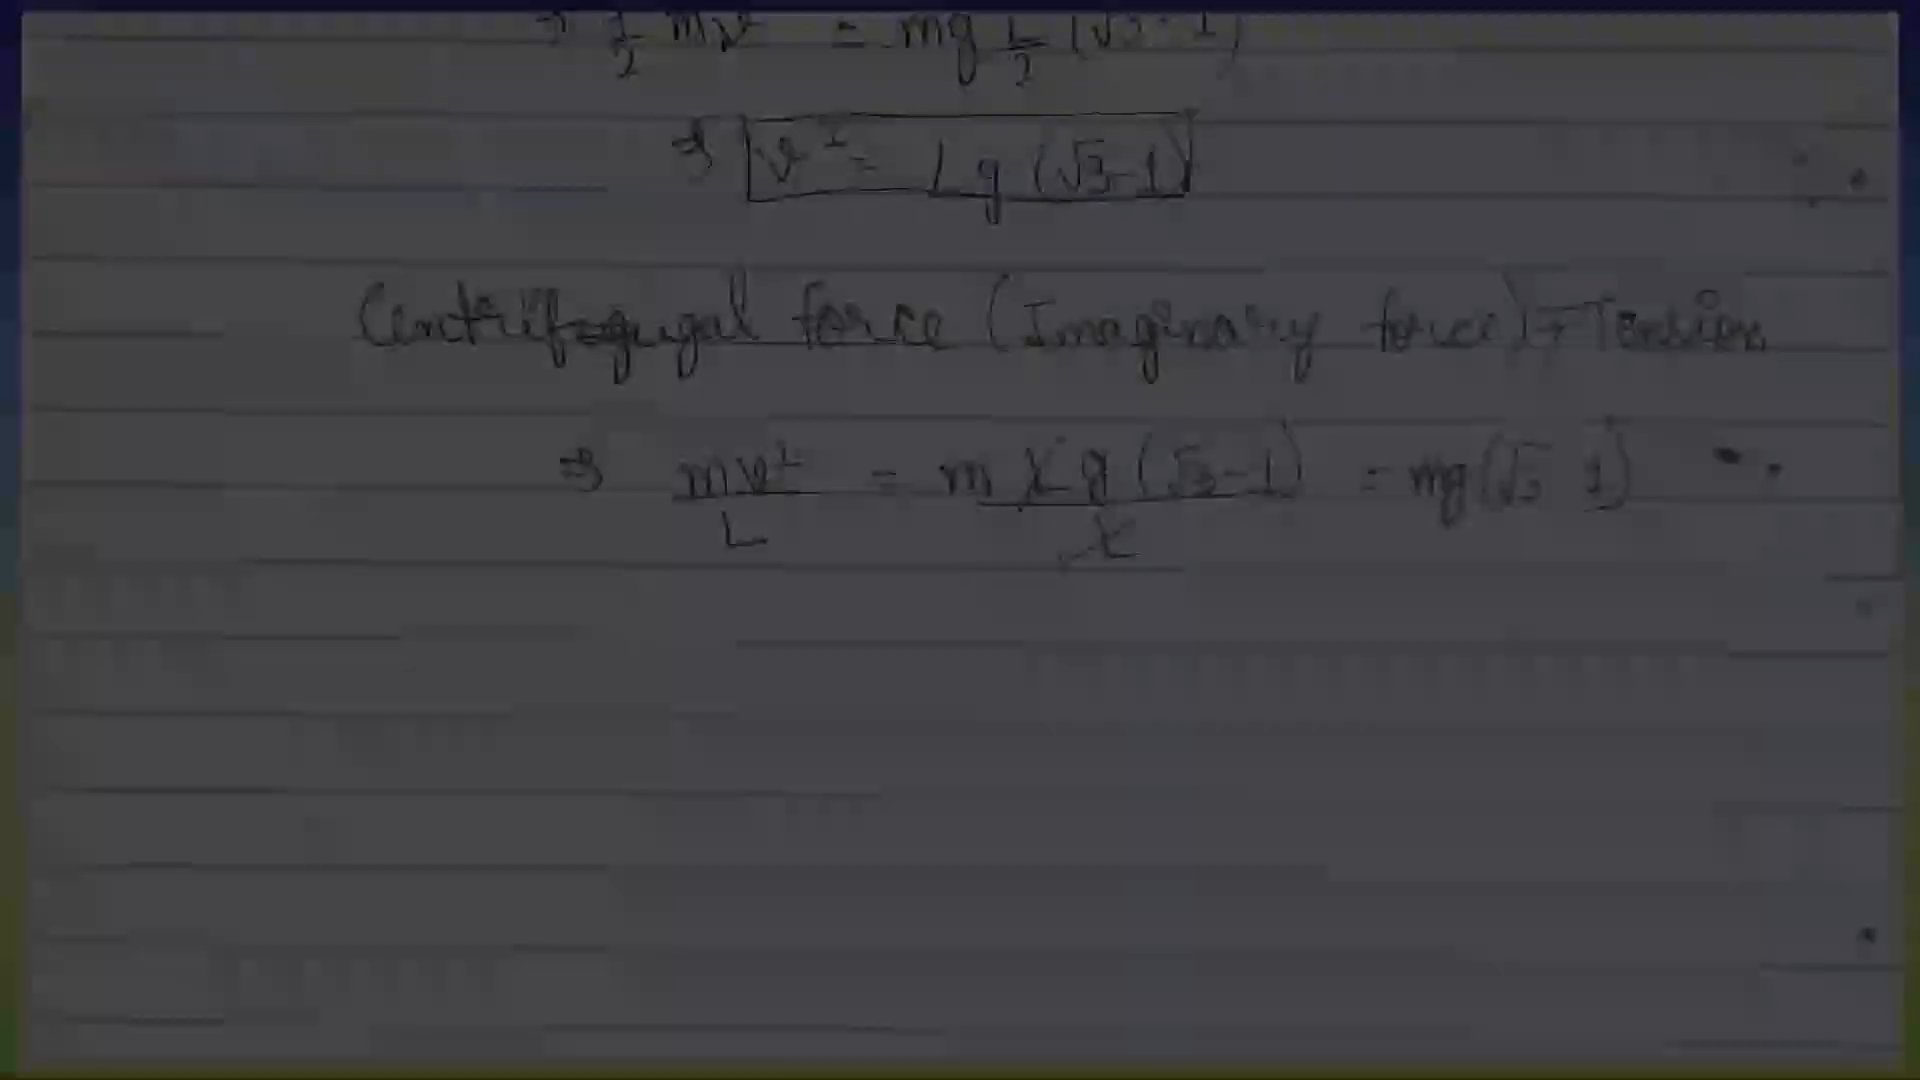 ⇒ 1/2 mv² = mg L/2 (√3-1)
⇒ v² = Lg (√3-1)
Centrifugal force (Imaginary force) → Tension
⇒ mv²/L = m L g (√3-1)/L = mg(√3 1)